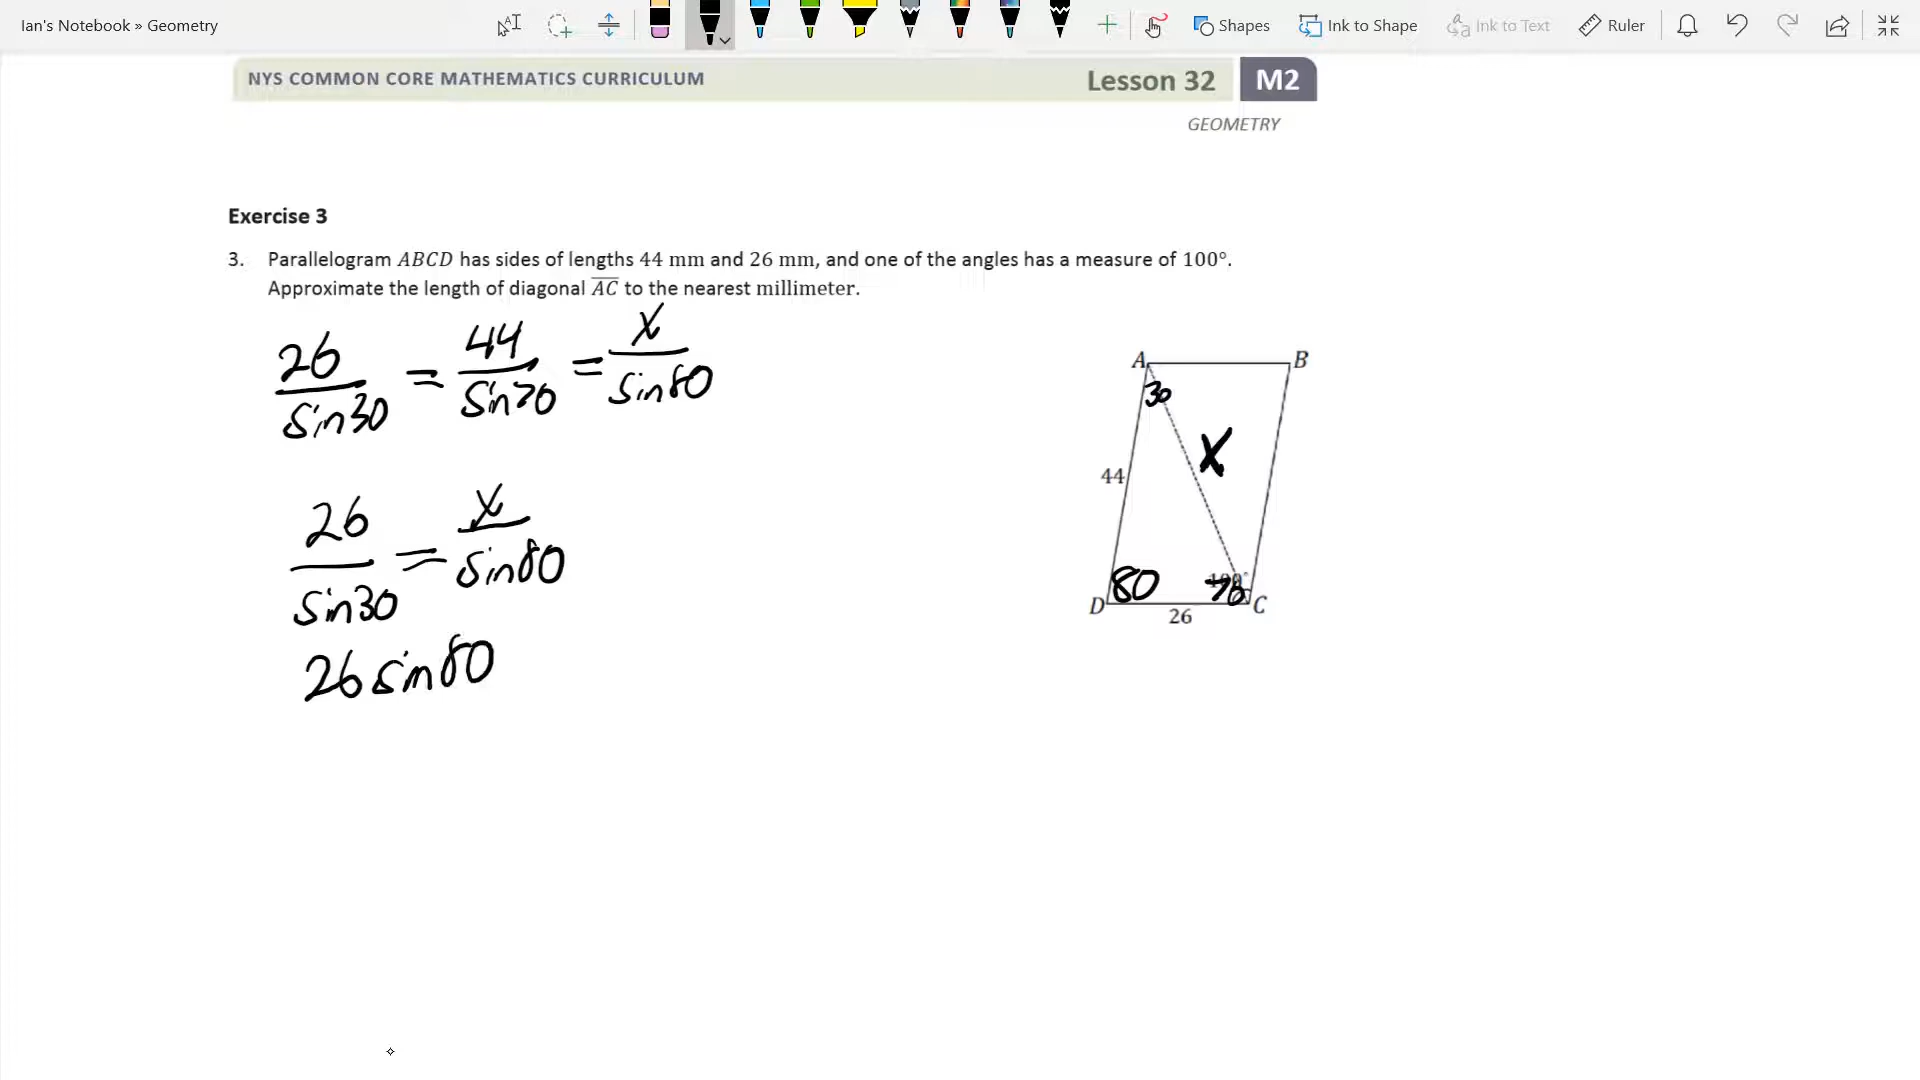 Ian's Notebook » Geometry
Shapes
Ink to Shape
Ink to Text
Ruler
NYS COMMON CORE MATHEMATICS CURRICULUM
Lesson 32
M2
GEOMETRY
Exercise 3
3. Parallelogram ABCD has sides of lengths 44 mm and 26 mm, and one of the angles has a measure of 100°.
Approximate the length of diagonal A͞C͞ to the nearest millimeter.
26/sin30 = 44/sin70 = x/sin80
26/sin30 = x/sin80
26sin80
A
B
30
X
44
80
70
D
C
26